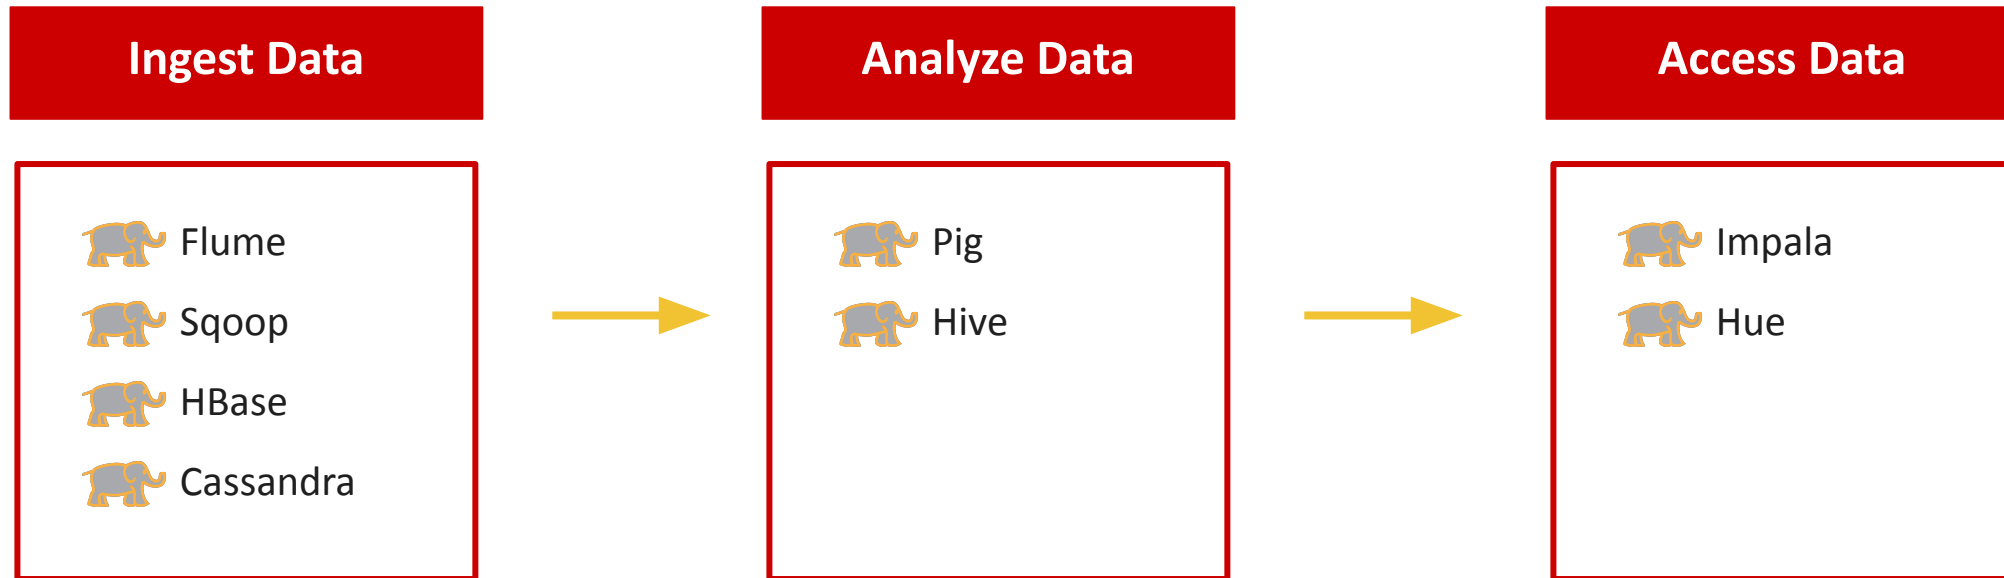 Ingest Data
Flume
Sqoop
HBase
Cassandra
Analyze Data
Pig
Hive
Access Data
Impala
Hue